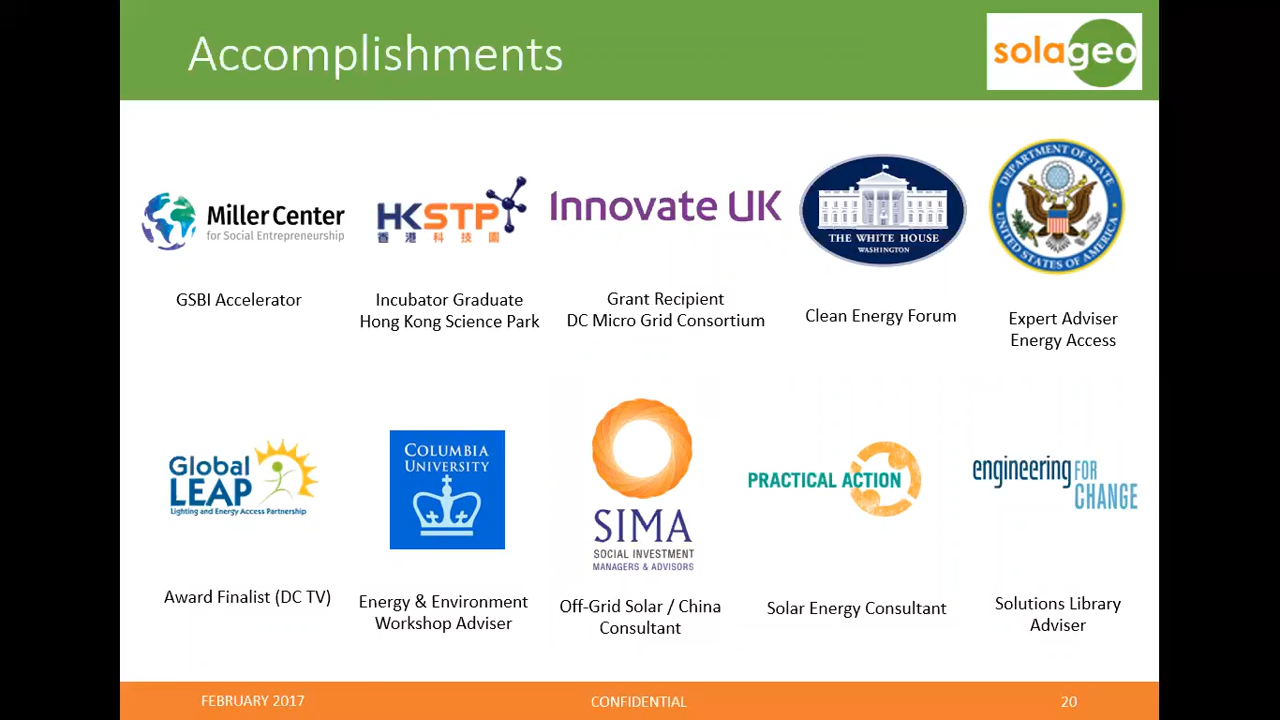 Accomplishments
solageo
Miller Center
for Social Entrepreneurship
GSBI Accelerator
HKSTP
香港科技園
Incubator Graduate
Hong Kong Science Park
Innovate UK
Grant Recipient
DC Micro Grid Consortium
THE WHITE HOUSE
WASHINGTON
Clean Energy Forum
DEPARTMENT OF STATE
UNITED STATES OF AMERICA
Expert Adviser
Energy Access
Global
LEAP
Lighting and Energy Access Partnership
Award Finalist (DC TV)
COLUMBIA
UNIVERSITY
Energy & Environment
Workshop Adviser
SIMA
SOCIAL INVESTMENT
MANAGERS & ADVISORS
Off-Grid Solar / China
Consultant
PRACTICAL ACTION
Solar Energy Consultant
engineering FOR
CHANGE
Solutions Library
Adviser
FEBRUARY 2017
CONFIDENTIAL
20